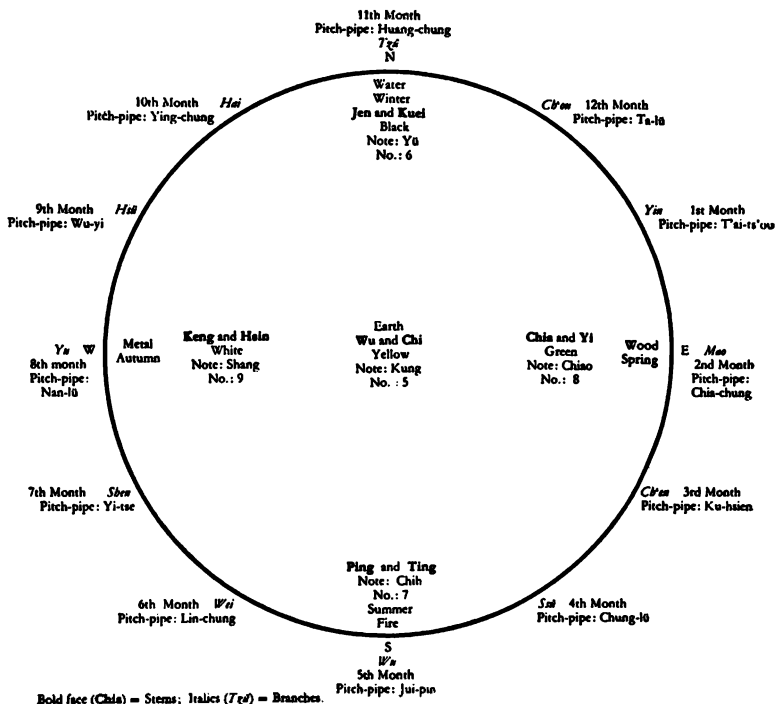 11th Month
Pitch-pipe: Huang-chung
Tzŭ
N
Water
Winter
Jen and Kuei
Black
Note: Yü
No.: 6
Ch'ou 12th Month
Pitch-pipe: Ta-lü
Yin 1st Month
Pitch-pipe: T'ai-ts'ou
E Mao
2nd Month
Pitch-pipe:
Chia-chung
Wood
Spring
Chia and Yi
Green
Note: Chiao
No.: 8
Ch'en 3rd Month
Pitch-pipe: Ku-hsien
Ssŭ 4th Month
Pitch-pipe: Chung-lü
Ping and Ting
Note: Chih
No.: 7
Summer
Fire
S
Wu
5th Month
Pitch-pipe: Jui-pin
6th Month Wei
Pitch-pipe: Lin-chung
7th Month Shen
Pitch-pipe: Yi-tse
Yu W
8th month
Pitch-pipe:
Nan-lü
Metal
Autumn
Keng and Hsin
White
Note: Shang
No.: 9
9th Month Hsü
Pitch-pipe: Wu-yi
10th Month Hai
Pitch-pipe: Ying-chung
Earth
Wu and Chi
Yellow
Note: Kung
No. : 5
Bold face (Chia) = Stems; Italics (Tzŭ) = Branches.